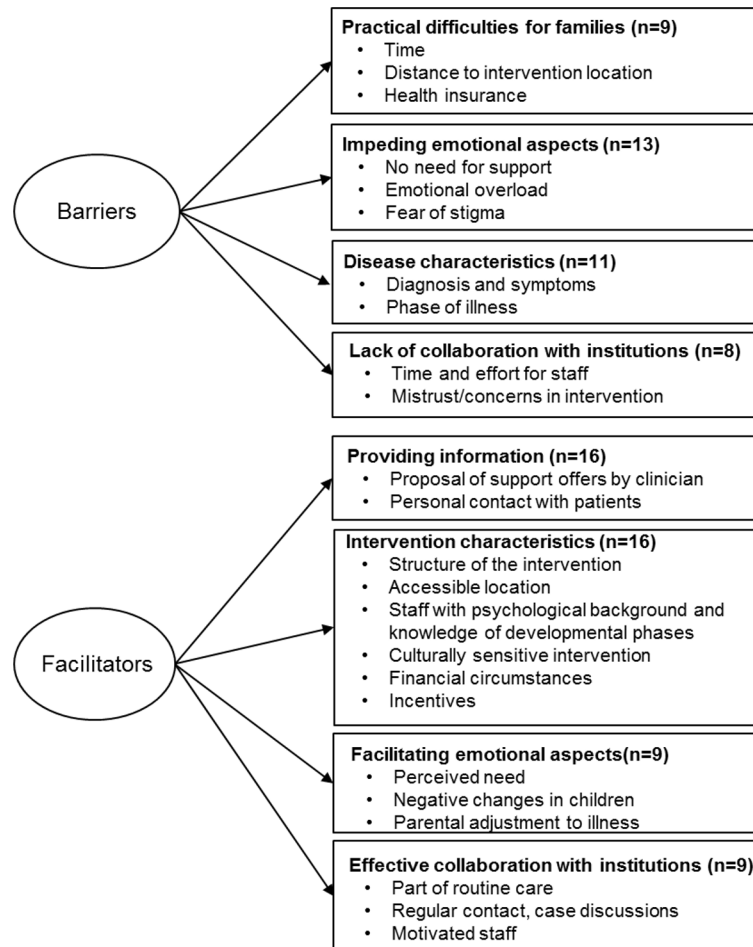 Barriers
Practical difficulties for families (n=9)
• Time
• Distance to intervention location
• Health insurance
Impeding emotional aspects (n=13)
• No need for support
• Emotional overload
• Fear of stigma
Disease characteristics (n=11)
• Diagnosis and symptoms
• Phase of illness
Lack of collaboration with institutions (n=8)
• Time and effort for staff
• Mistrust/concerns in intervention
Facilitators
Providing information (n=16)
• Proposal of support offers by clinician
• Personal contact with patients
Intervention characteristics (n=16)
• Structure of the intervention
• Accessible location
• Staff with psychological background and
knowledge of developmental phases
• Culturally sensitive intervention
• Financial circumstances
• Incentives
Facilitating emotional aspects(n=9)
• Perceived need
• Negative changes in children
• Parental adjustment to illness
Effective collaboration with institutions (n=9)
• Part of routine care
• Regular contact, case discussions
• Motivated staff